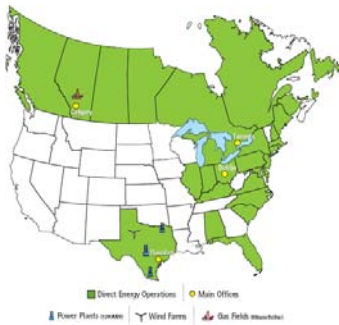 Calgary
Toronto
Houston
Direct Energy Operations Main Offices
Power Plants Wind Farms Gas Fields